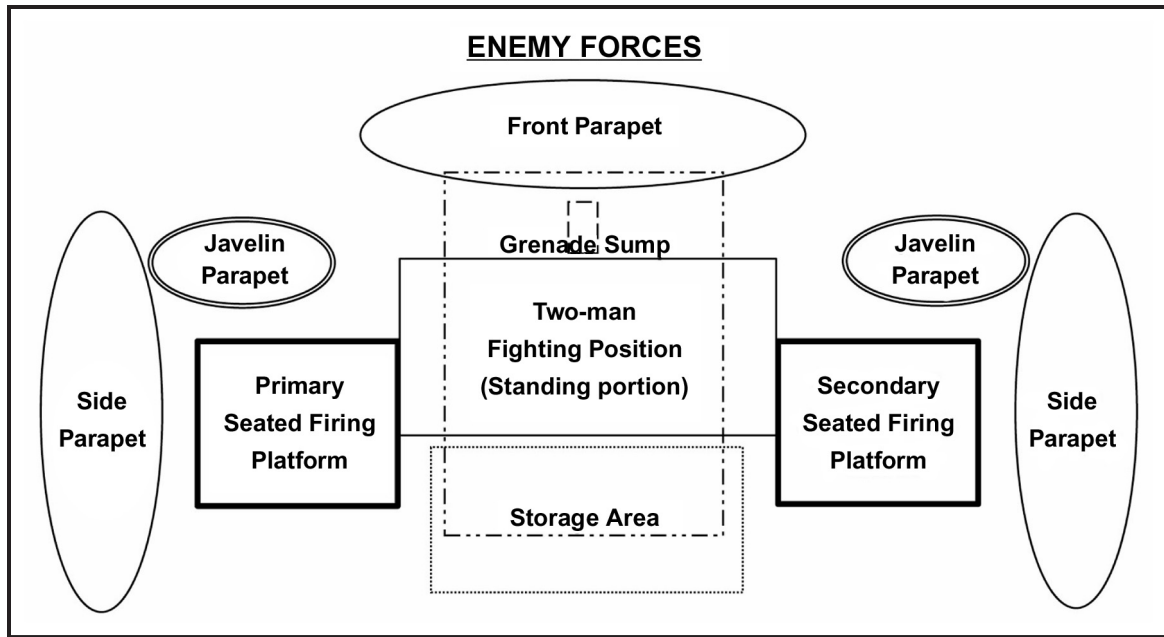 ENEMY FORCES
Front Parapet
Javelin
Parapet
Grenade Sump
Javelin
Parapet
Two-man
Fighting Position
(Standing portion)
Side
Parapet
Primary
Seated Firing
Platform
Secondary
Seated Firing
Platform
Side
Parapet
Storage Area